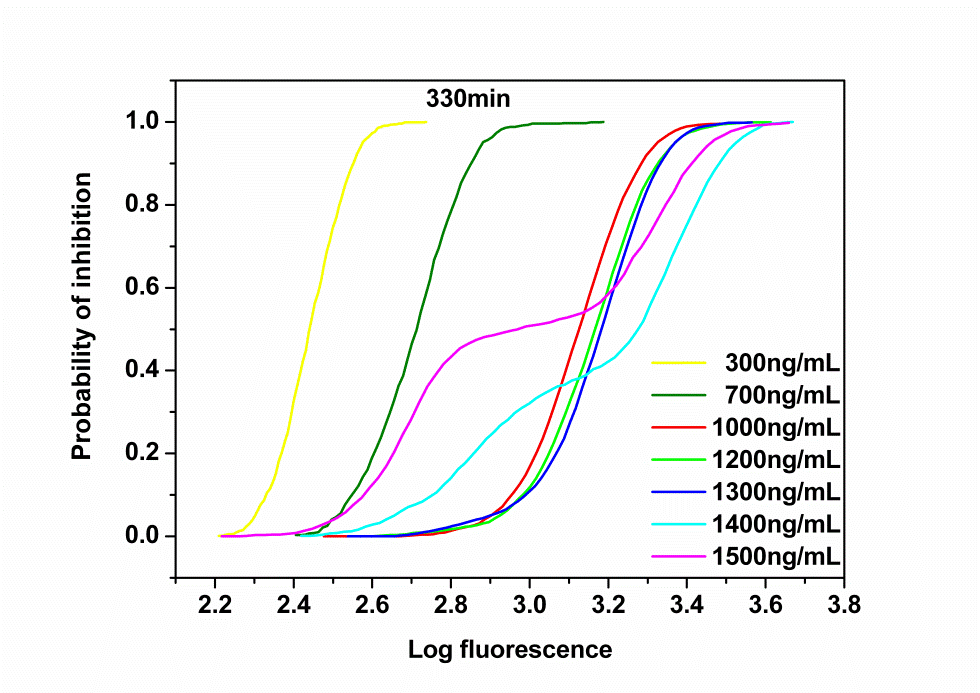 330min
1.0
0.8
0.6
0.4
0.2
0.0
Probability of inhibition
300ng/mL
700ng/mL
1000ng/mL
1200ng/mL
1300ng/mL
1400ng/mL
1500ng/mL
2.2 2.4 2.6 2.8 3.0 3.2 3.4 3.6 3.8
Log fluorescence